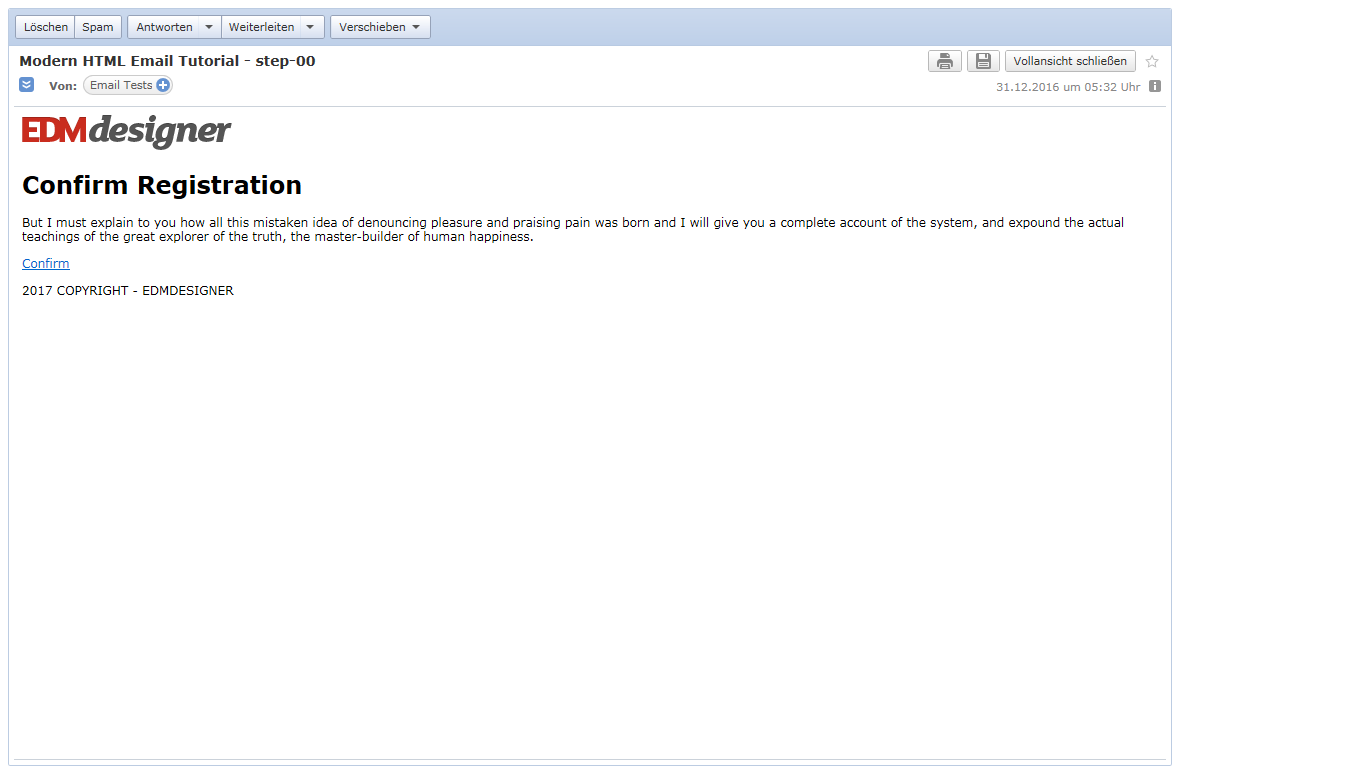 Löschen Spam Antworten Weiterleiten Verschieben
Modern HTML Email Tutorial - step-00 Vollansicht schließen
Von: Email Tests 31.12.2016 um 05:32 Uhr
EDMdesigner
Confirm Registration
But I must explain to you how all this mistaken idea of denouncing pleasure and praising pain was born and I will give you a complete account of the system, and expound the actual
teachings of the great explorer of the truth, the master-builder of human happiness.
Confirm
2017 COPYRIGHT - EDMDESIGNER